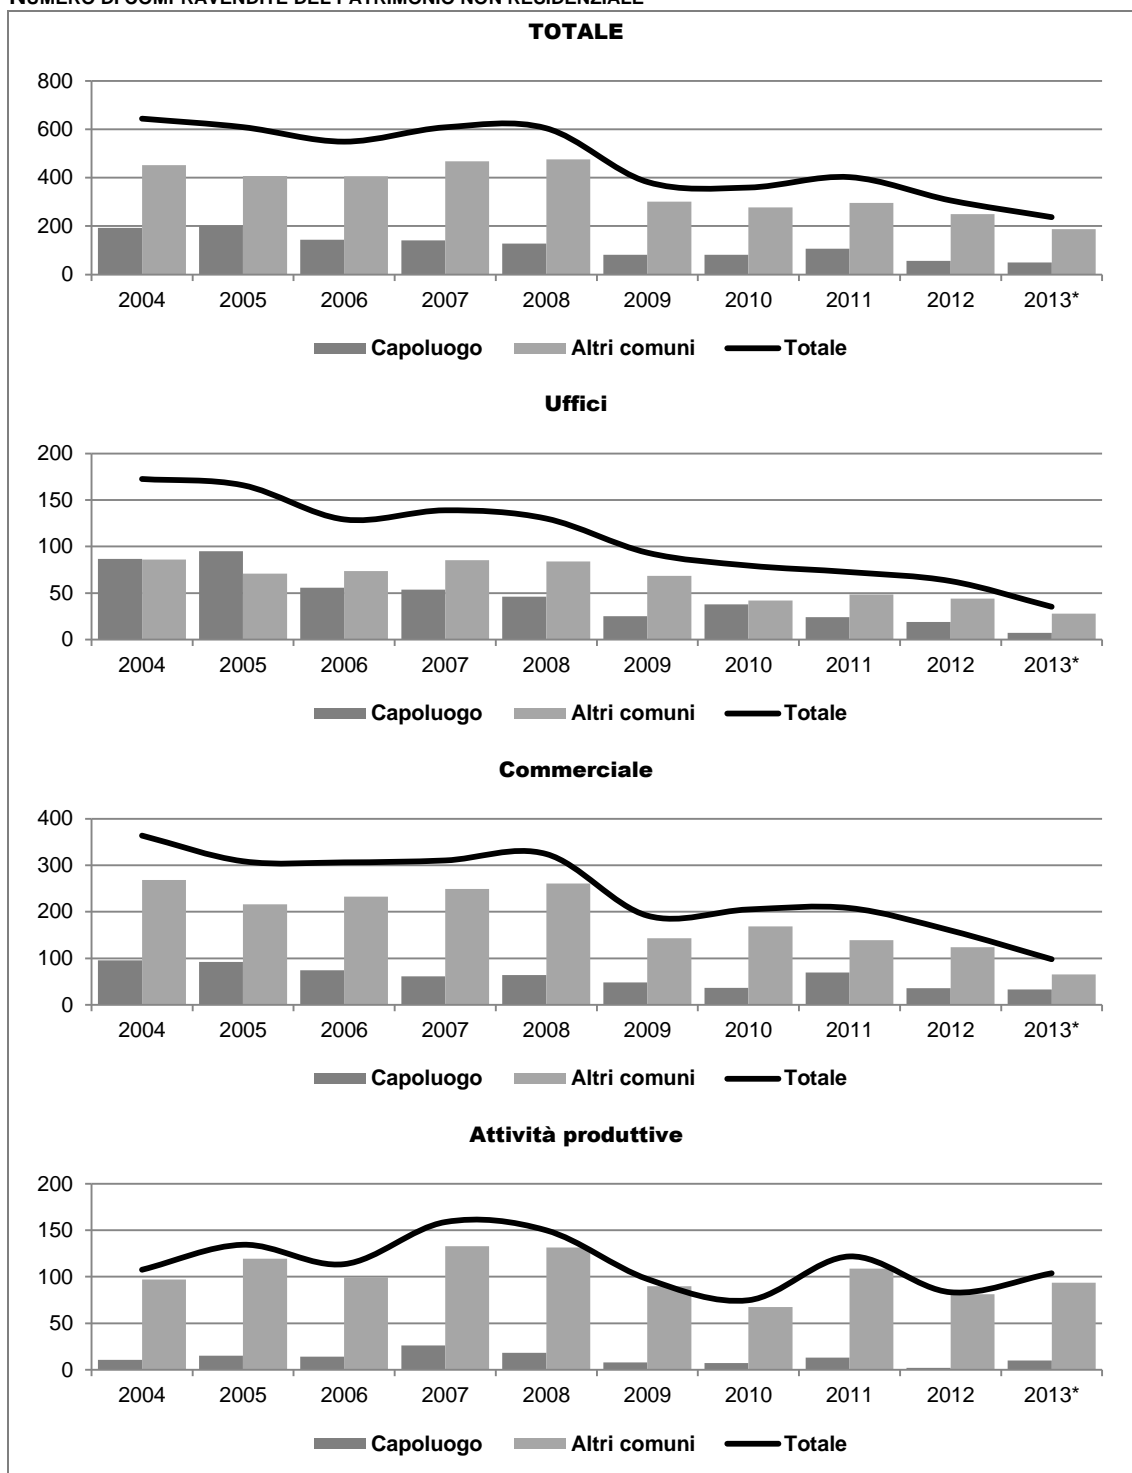 NUMERO DI COMPRAVENDITE DEL PATRIMONIO NON RESIDENZIALE
TOTALE
800
600
400
200
0
2004 2005 2006 2007 2008 2009 2010 2011 2012 2013*
Capoluogo Altri comuni Totale
Uffici
200
150
100
50
0
2004 2005 2006 2007 2008 2009 2010 2011 2012 2013*
Capoluogo Altri comuni Totale
Commerciale
400
300
200
100
0
2004 2005 2006 2007 2008 2009 2010 2011 2012 2013*
Capoluogo Altri comuni Totale
Attività produttive
200
150
100
50
0
2004 2005 2006 2007 2008 2009 2010 2011 2012 2013*
Capoluogo Altri comuni Totale